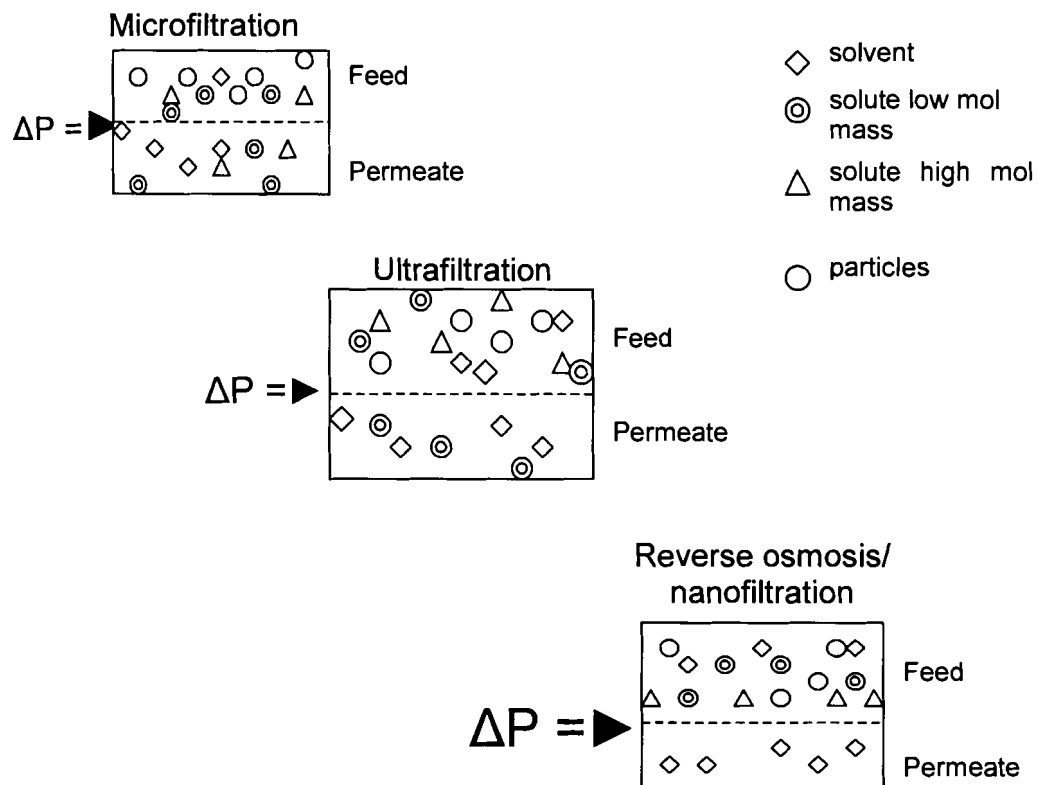 Microfiltration
Feed
ΔP =
Permeate
solvent
solute low mol
mass
solute high mol
mass
particles
Ultrafiltration
Feed
ΔP =
Permeate
Reverse osmosis/
nanofiltration
Feed
ΔP =
Permeate